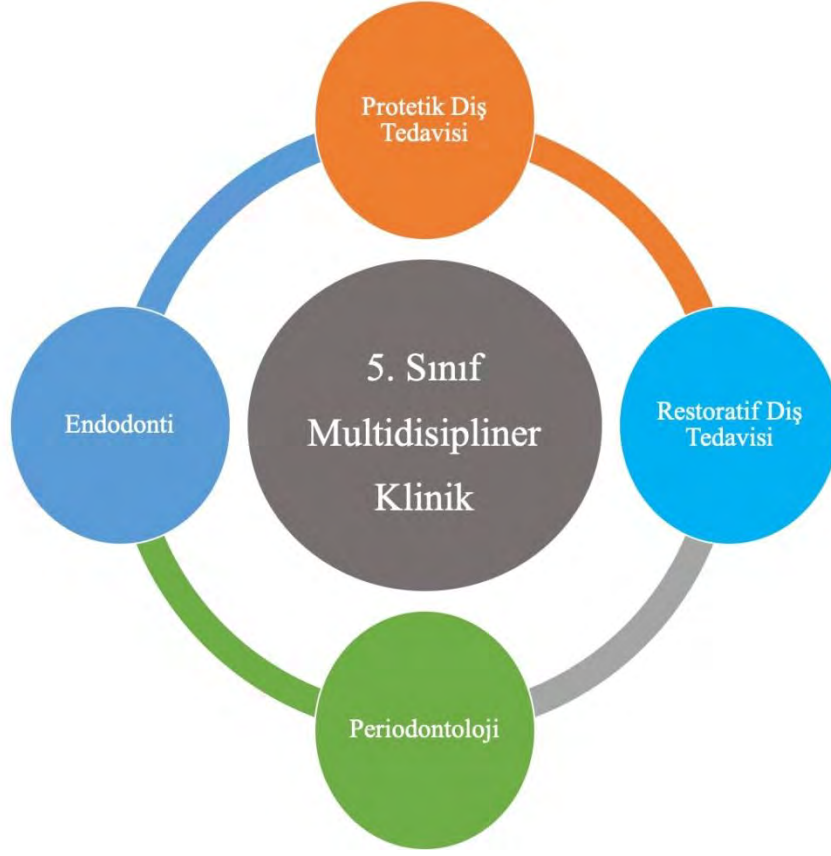 Protetik Diş
Tedavisi
5. Sınıf
Multidisipliner
Klinik
Endodonti
Restoratif Diş
Tedavisi
Periodontoloji